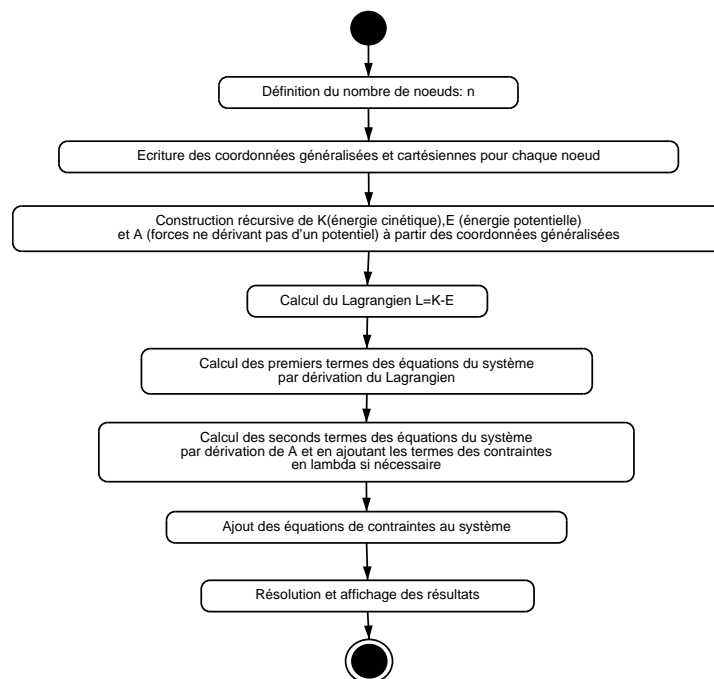 Définition du nombre de noeuds: n
Ecriture des coordonnées généralisées et cartésiennes pour chaque noeud
Construction récursive de K(énergie cinétique),E (énergie potentielle)
et A (forces ne dérivant pas d'un potentiel) à partir des coordonnées généralisées
Calcul du Lagrangien L=K-E
Calcul des premiers termes des équations du système
par dérivation du Lagrangien
Calcul des seconds termes des équations du système
par dérivation de A et en ajoutant les termes des contraintes
en lambda si nécessaire
Ajout des équations de contraintes au système
Résolution et affichage des résultats